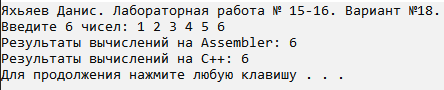 Яхьяев Данис. Лабораторная работа № 15-16. Вариант №18.
Введите 6 чисел: 1 2 3 4 5 6
Результаты вычислений на Assembler: 6
Результаты вычислений на C++: 6
Для продолжения нажмите любую клавишу . . .